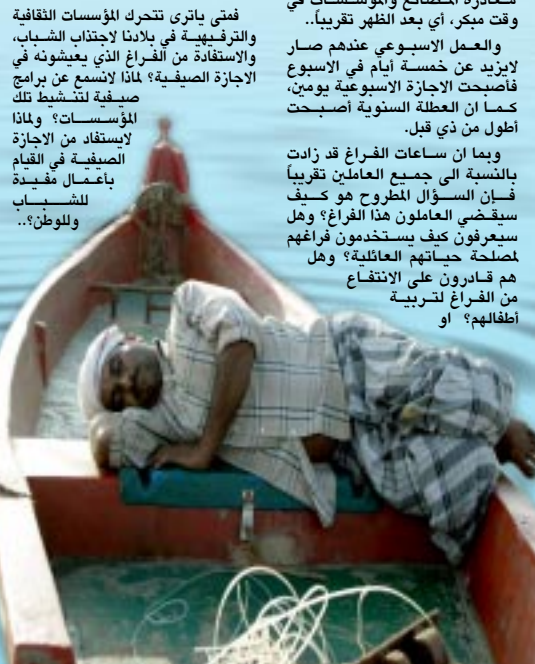 مغادرة المصانع والمؤسسات في
وقت مبكر، أي بعد الظهر تقريباً..
والعمل الاسبوعي عندهم صار
لايزيد عن خمسة أيام في الاسبوع
فأصبحت الاجازة الاسبوعية يومين،
كما ان العطلة السنوية أصبحت
أطول من ذي قبل.
وبما ان ساعات الفراغ قد زادت
بالنسبة الى جميع العاملين تقريباً
فإن السؤال المطروح هو كيف
سيقضي العاملون هذا الفراغ؟ وهل
سيعرفون كيف يستخدمون فراغهم
لمصلحة حياتهم العائلية؟ وهل
هم قادرون على الانتفاع
من الفراغ لتربية
أطفالهم؟ او
فمتى ياترى تتحرك المؤسسات الثقافية
والترفيهية في بلادنا لاجتذاب الشباب،
والاستفادة من الفراغ الذي يعيشونه في
الاجازة الصيفية؟ لماذا لانسمع عن برامج
صيفية لتنشيط تلك
المؤسسات؟ ولماذا
لايستفاد من الاجازة
الصيفية في القيام
بأعمال مفيدة
للشباب
وللوطن؟..